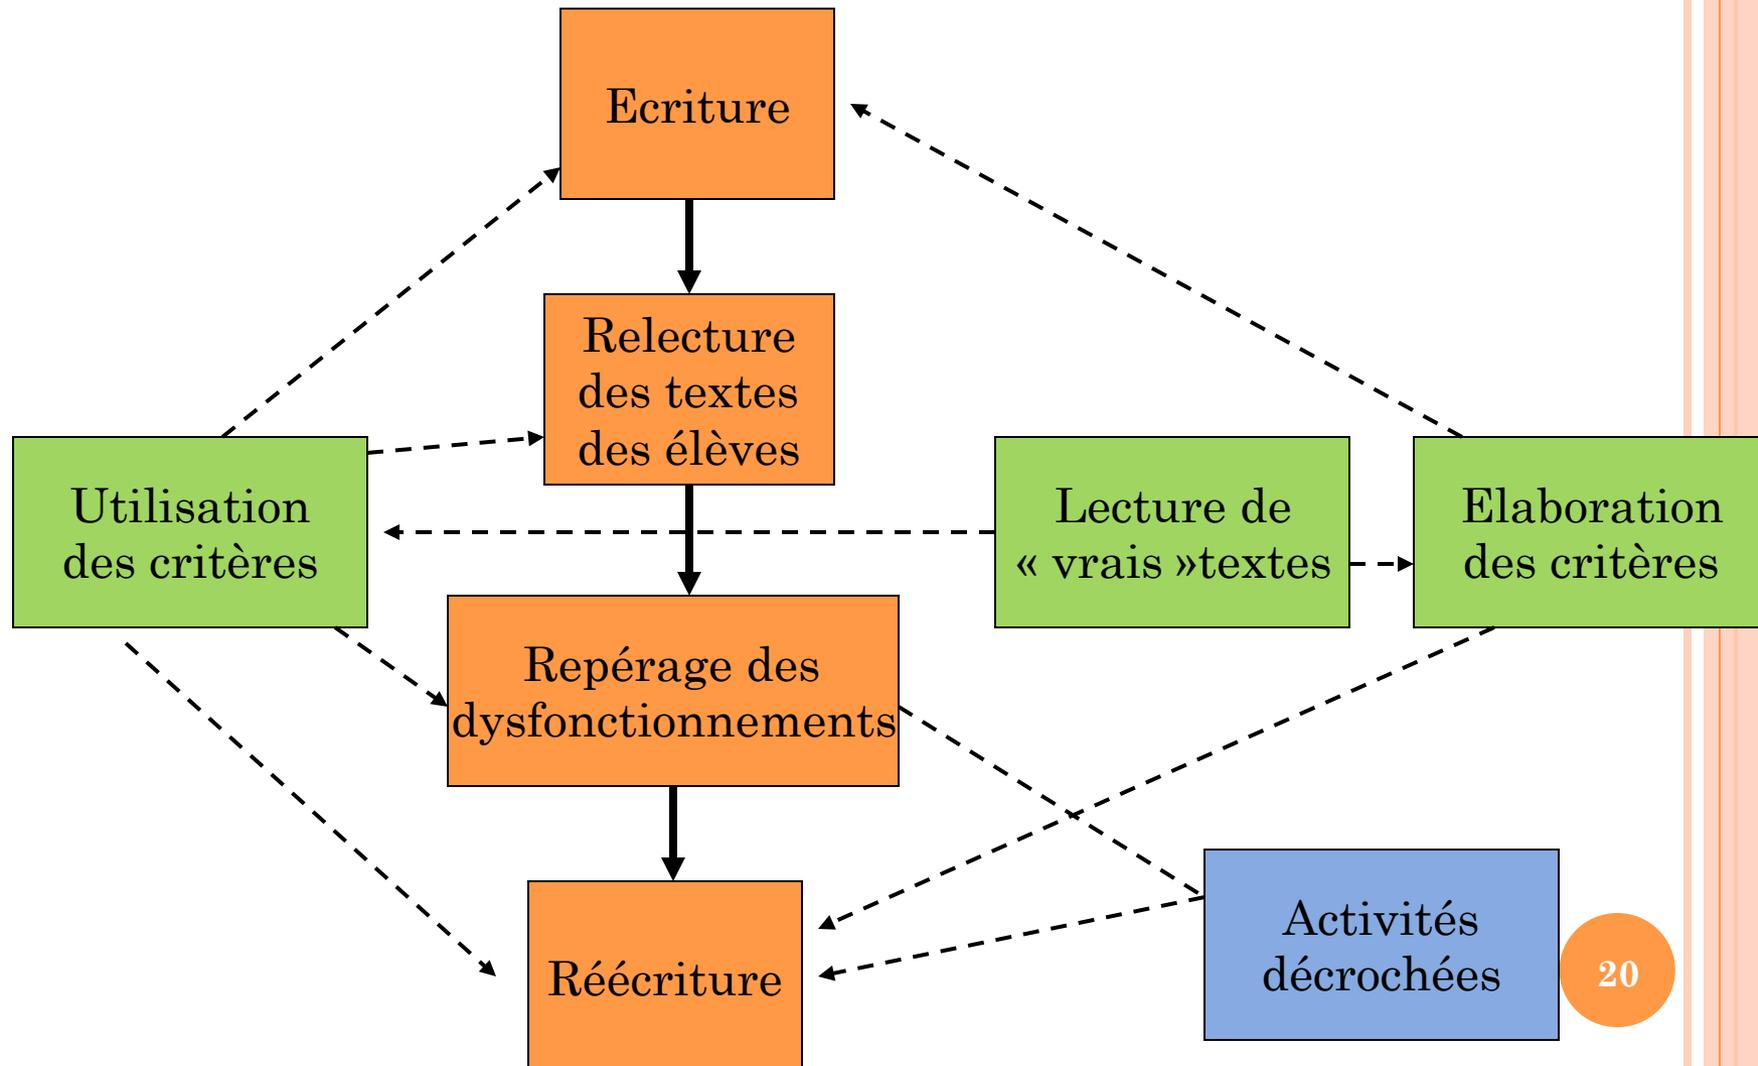 Ecriture
Relecture
des textes
des élèves
Utilisation
des critères
Lecture de
« vrais »textes
Elaboration
des critères
Repérage des
dysfonctionnements
Activités
décrochées
20
Réécriture